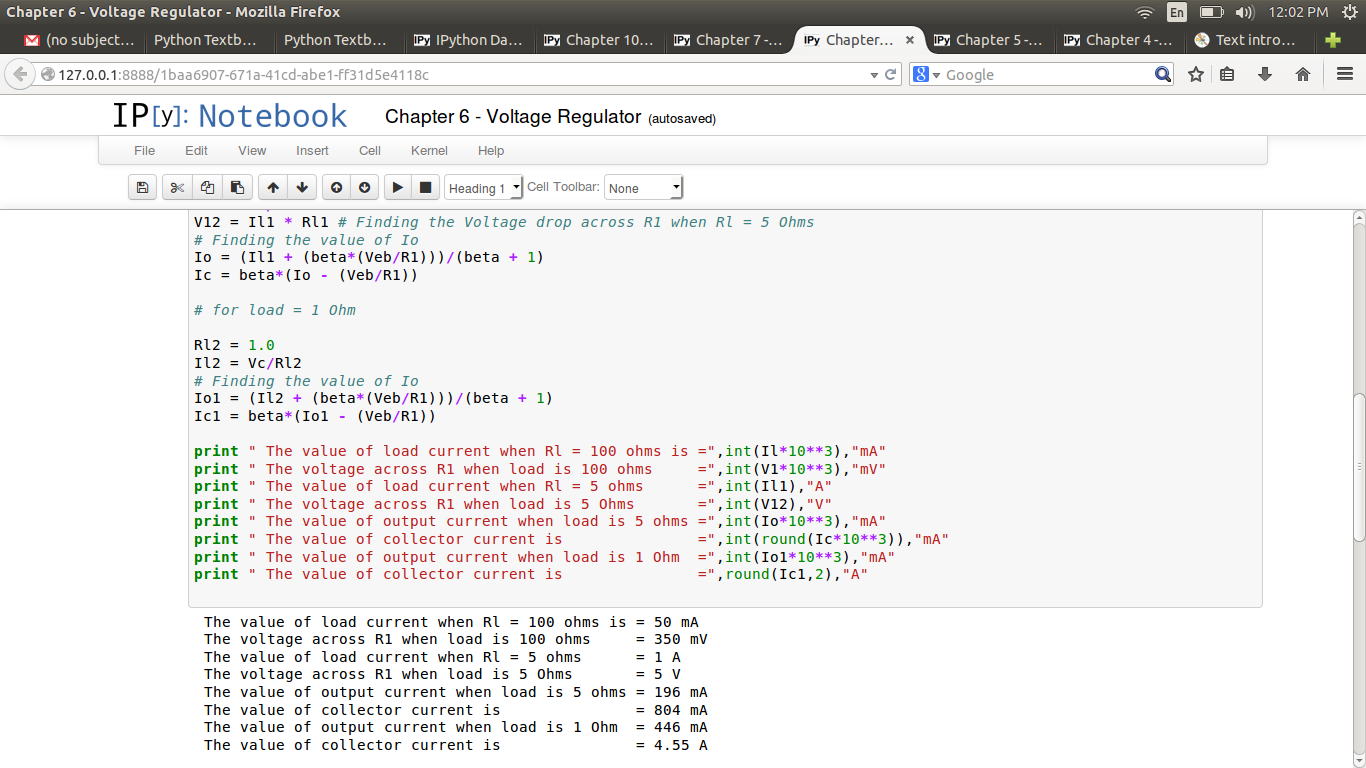 Chapter 6 - Voltage Regulator - Mozilla Firefox
En
12:02 PM
(no subject...
Python Textb...
Python Textb...
IPy IPython Da...
IPy Chapter 10...
IPy Chapter 7 -...
IPy Chapter... ×
IPy Chapter 5 -...
IPy Chapter 4 -...
Text intro...
127.0.0.1:8888/1baa6907-671a-41cd-abe1-ff31d5e4118c
8 Google
IP[y]: Notebook
Chapter 6 - Voltage Regulator (autosaved)
File Edit View Insert Cell Kernel Help
Heading 1 Cell Toolbar: None
V12 = Il1 * Rl1 # Finding the Voltage drop across R1 when Rl = 5 Ohms
# Finding the value of Io
Io = (Il1 + (beta*(Veb/R1)))/(beta + 1)
Ic = beta*(Io - (Veb/R1))
# for load = 1 Ohm
Rl2 = 1.0
Il2 = Vc/Rl2
# Finding the value of Io
Io1 = (Il2 + (beta*(Veb/R1)))/(beta + 1)
Ic1 = beta*(Io1 - (Veb/R1))
print " The value of load current when Rl = 100 ohms is =",int(Il*10**3),"mA"
print " The voltage across R1 when load is 100 ohms     =",int(V1*10**3),"mV"
print " The value of load current when Rl = 5 ohms      =",int(Il1),"A"
print " The voltage across R1 when load is 5 Ohms       =",int(V12),"V"
print " The value of output current when load is 5 ohms =",int(Io*10**3),"mA"
print " The value of collector current is               =",int(round(Ic*10**3)),"mA"
print " The value of output current when load is 1 Ohm  =",int(Io1*10**3),"mA"
print " The value of collector current is               =",round(Ic1,2),"A"
The value of load current when Rl = 100 ohms is = 50 mA
The voltage across R1 when load is 100 ohms     = 350 mV
The value of load current when Rl = 5 ohms      = 1 A
The voltage across R1 when load is 5 Ohms       = 5 V
The value of output current when load is 5 ohms = 196 mA
The value of collector current is               = 804 mA
The value of output current when load is 1 Ohm  = 446 mA
The value of collector current is               = 4.55 A